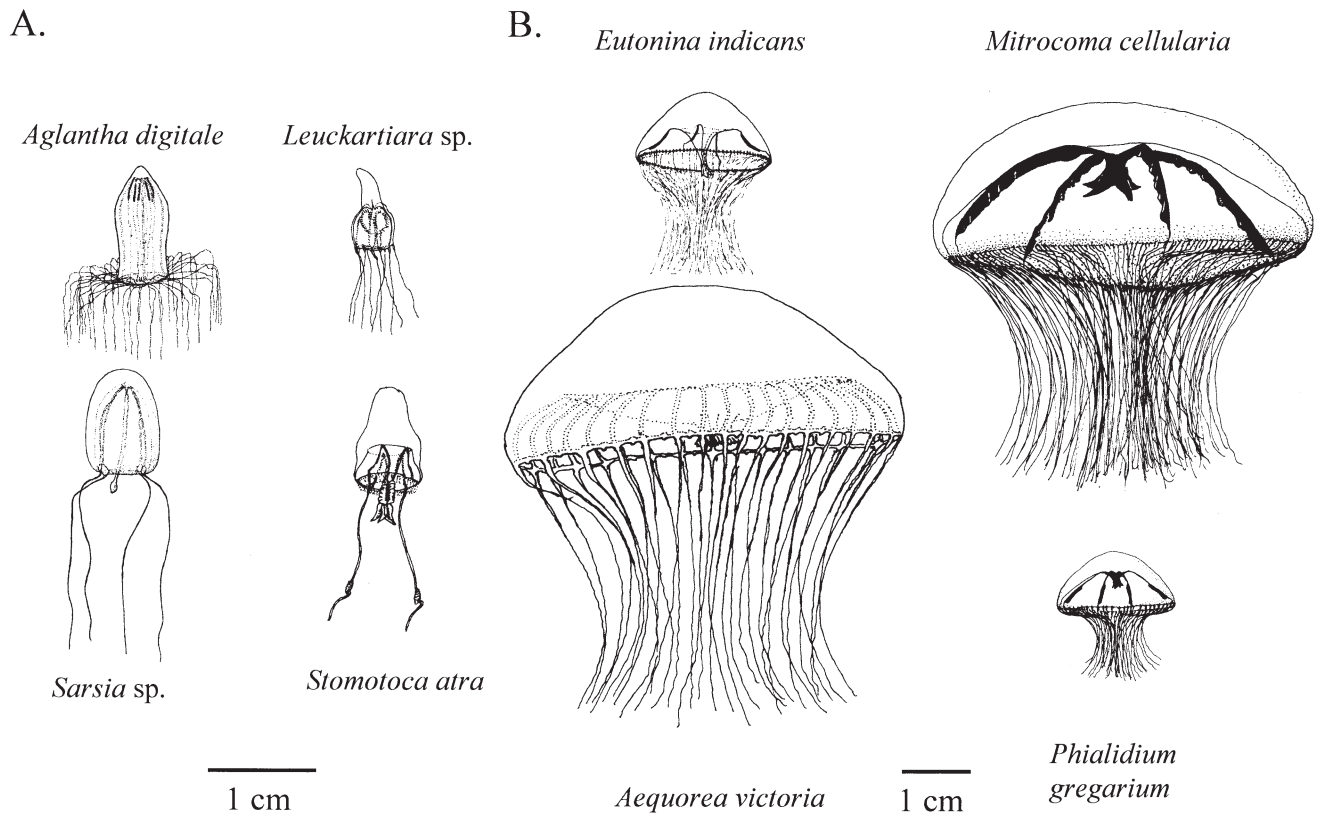 A.
B.
Eutonina indicans
Mitrocoma cellularia
Aglantha digitale
Leuckartiara sp.
Sarsia sp.
Stomotoca atra
1 cm
Aequorea victoria
1 cm
Phialidium
gregarium